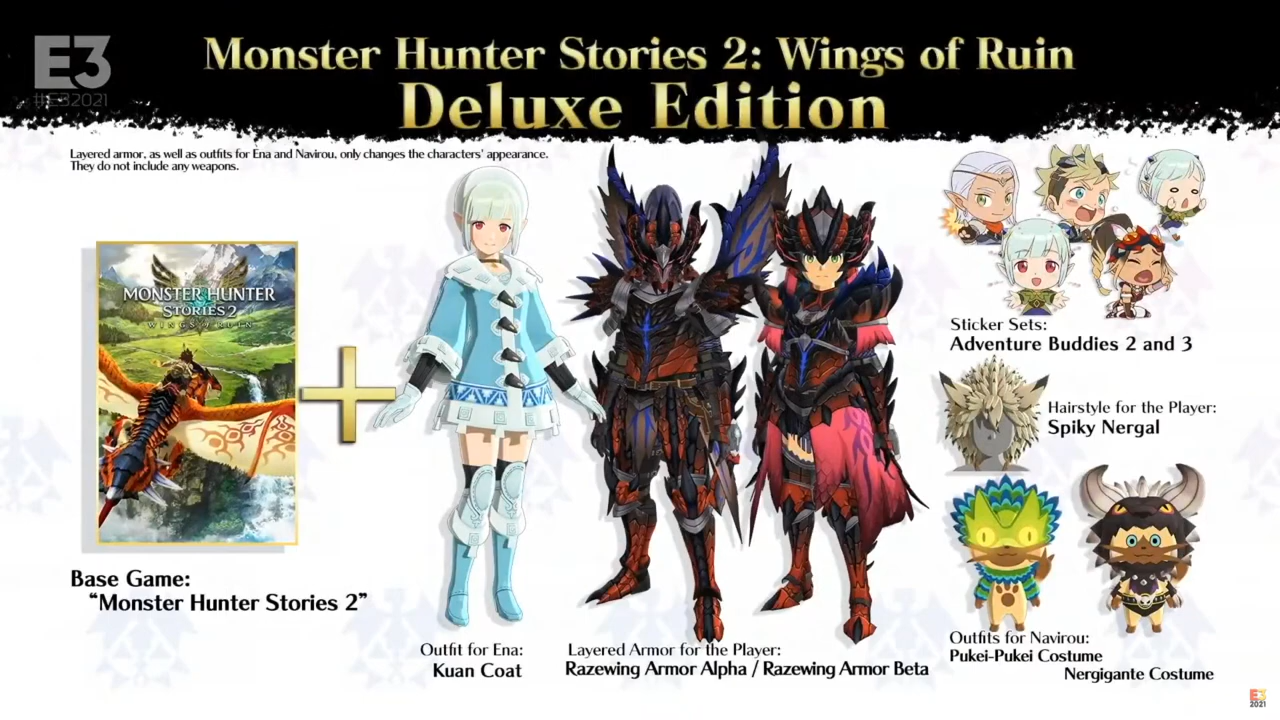 E3
#E32021
Monster Hunter Stories 2: Wings of Ruin
Deluxe Edition
Layered armor, as well as outfits for Ena and Navirou, only changes the characters' appearance.
They do not include any weapons.
MONSTER HUNTER
STORIES 2
WINGS OF RUIN
Base Game:
“Monster Hunter Stories 2”
Outfit for Ena:
Kuan Coat
Layered Armor for the Player:
Razewing Armor Alpha / Razewing Armor Beta
Sticker Sets:
Adventure Buddies 2 and 3
Hairstyle for the Player:
Spiky Nergal
Outfits for Navirou:
Pukei-Pukei Costume
Nergigante Costume
E3
2021